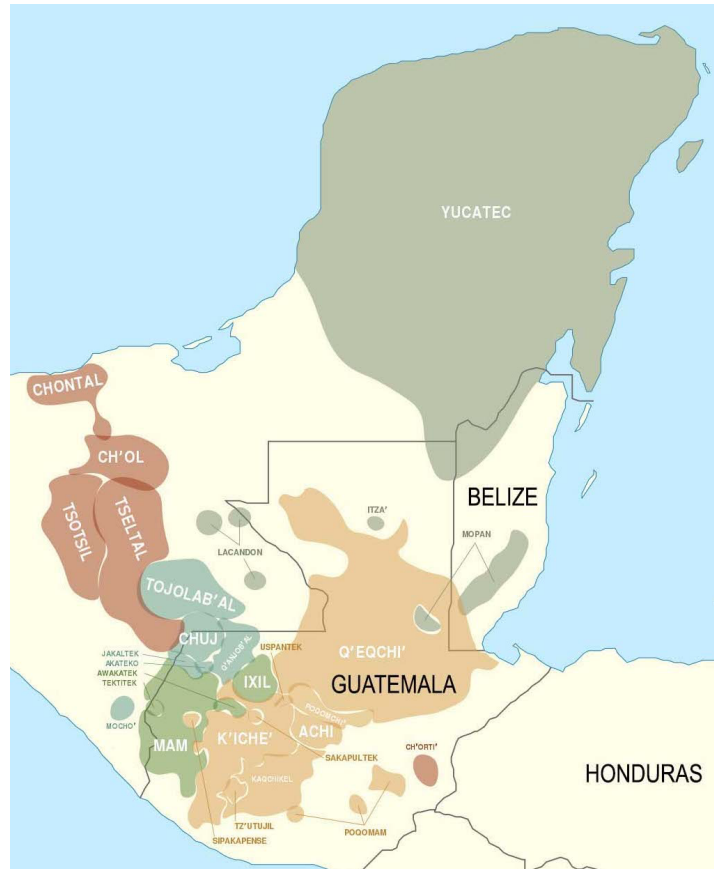 YUCATEC
CHONTAL
CH'OL
TSOTSIL
TSELTAL
BELIZE
ITZA'
MOPAN
LACANDON
TOJOLAB'AL
CHUJ
Q'ANJOB'AL
JAKALTEK
AKATEKO
AWAKATEK
TEKTITEK
USPANTEK
Q'EQCHI'
IXIL
GUATEMALA
MOCHO'
POQOMCHI'
MAM
K'ICHE'
ACHI
CH'ORTI'
SAKAPULTEK
HONDURAS
KAQCHIKEL
TZ'UTUJIL
POQOMAM
SIPAKAPENSE